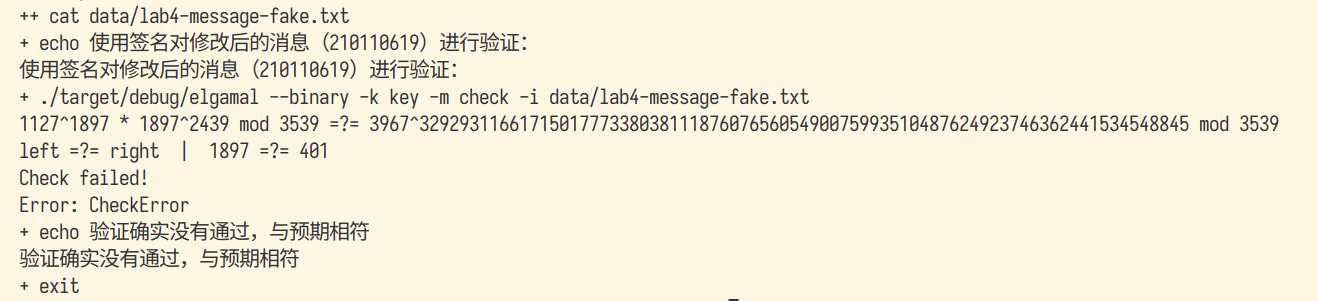 ++ cat data/lab4-message-fake.txt
+ echo 使用签名对修改后的消息（210110619）进行验证：
使用签名对修改后的消息（210110619）进行验证：
+ ./target/debug/elgamal --binary -k key -m check -i data/lab4-message-fake.txt
1127^1897 * 1897^2439 mod 3539 =?= 3967^32929311661715017773380381118760765605490075993510487624923746362441534548845 mod 3539
left =?= right  |  1897 =?= 401
Check failed!
Error: CheckError
+ echo 验证确实没有通过，与预期相符
验证确实没有通过，与预期相符
+ exit